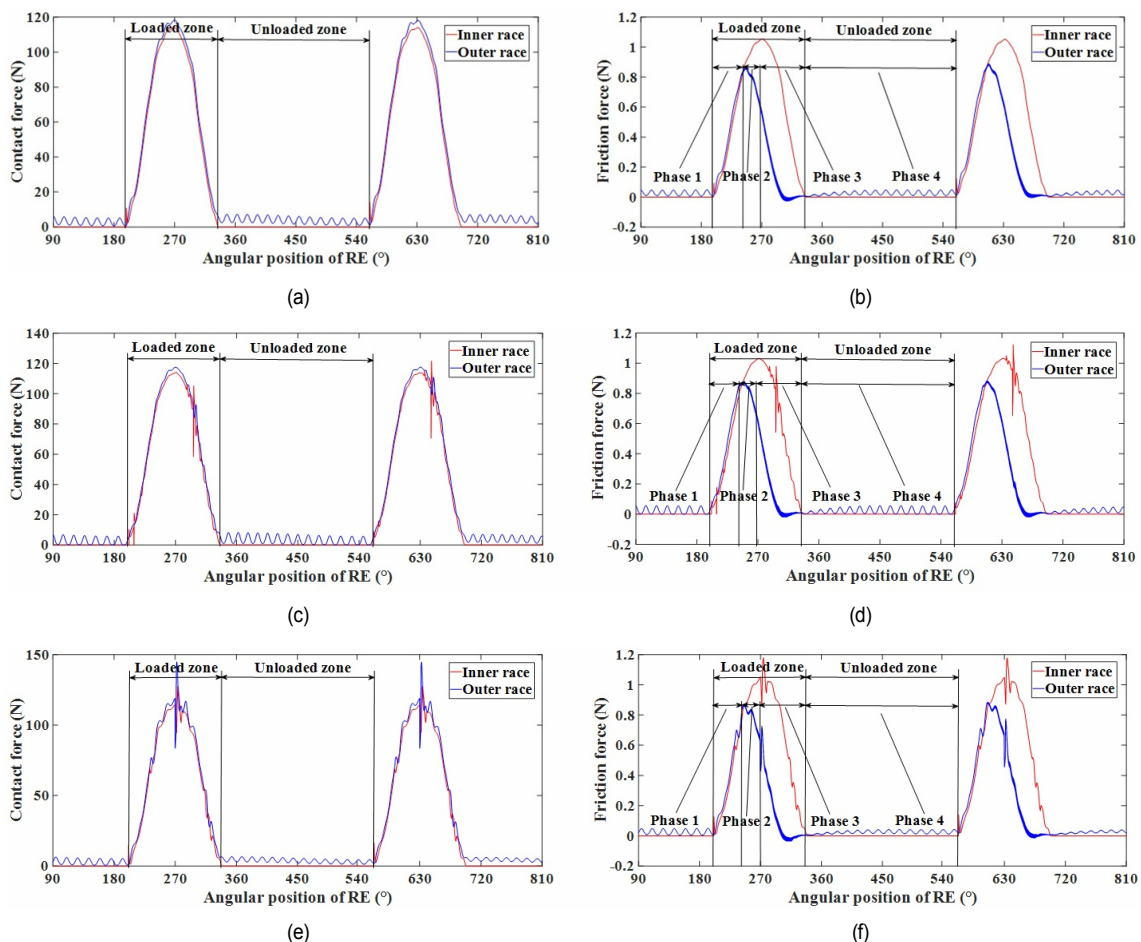 120
100
80
60
40
20
0
Contact force (N)
Loaded zone
Unloaded zone
Inner race
Outer race
90 180 270 360 450 540 630 720 810
Angular position of RE (°)
(a)
1.2
1
0.8
0.6
0.4
0.2
0
-0.2
Friction force (N)
Loaded zone
Unloaded zone
Inner race
Outer race
Phase 1
Phase 2
Phase 3
Phase 4
90 180 270 360 450 540 630 720 810
Angular position of RE (°)
(b)
140
120
100
80
60
40
20
0
Contact force (N)
Loaded zone
Unloaded zone
Inner race
Outer race
90 180 270 360 450 540 630 720 810
Angular position of RE (°)
(c)
1.2
1
0.8
0.6
0.4
0.2
0
-0.2
Friction force (N)
Loaded zone
Unloaded zone
Inner race
Outer race
Phase 1
Phase 2
Phase 3
Phase 4
90 180 270 360 450 540 630 720 810
Angular position of RE (°)
(d)
150
100
50
0
Contact force (N)
Loaded zone
Unloaded zone
Inner race
Outer race
90 180 270 360 450 540 630 720 810
Angular position of RE (°)
(e)
1.2
1
0.8
0.6
0.4
0.2
0
-0.2
Friction force (N)
Loaded zone
Unloaded zone
Inner race
Outer race
Phase 1
Phase 2
Phase 3
Phase 4
90 180 270 360 450 540 630 720 810
Angular position of RE (°)
(f)